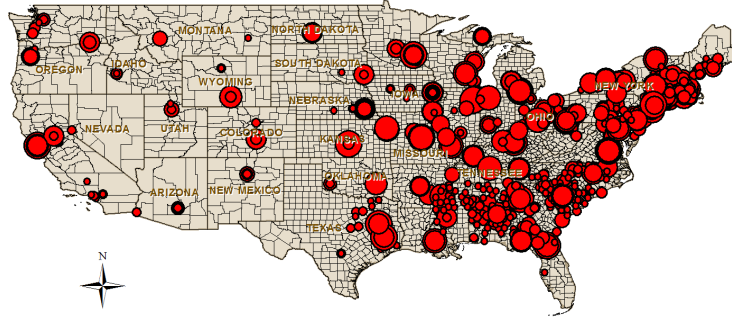 MONTANA
NORTH DAKOTA
OREGON
IDAHO
SOUTH DAKOTA
WYOMING
NEW YORK
IOWA
NEBRASKA
OHIO
NEVADA
UTAH
COLORADO
KANSAS
MISSOURI
TENNESSEE
OKLAHOMA
ARIZONA
NEW MEXICO
TEXAS
N